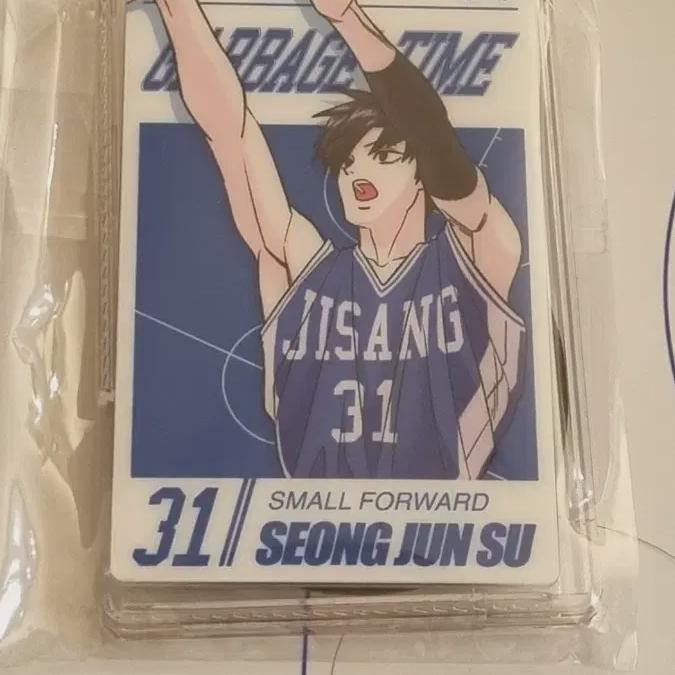 GARBAGE TIME
JISANG
31
31
SMALL FORWARD
SEONG JUN SU